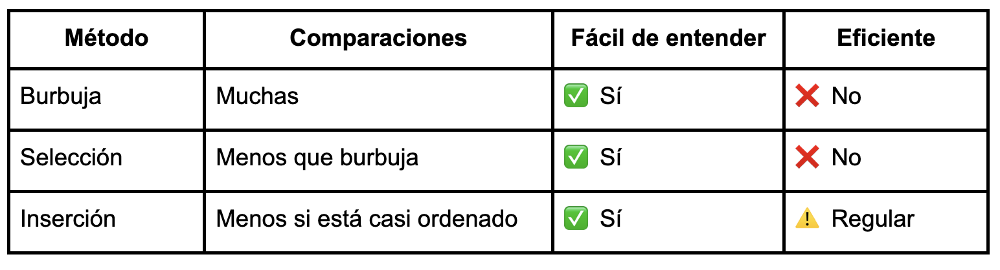 Método Comparaciones Fácil de entender Eficiente
Burbuja Muchas ✅ Sí ❌ No
Selección Menos que burbuja ✅ Sí ❌ No
Inserción Menos si está casi ordenado ✅ Sí ⚠️ Regular